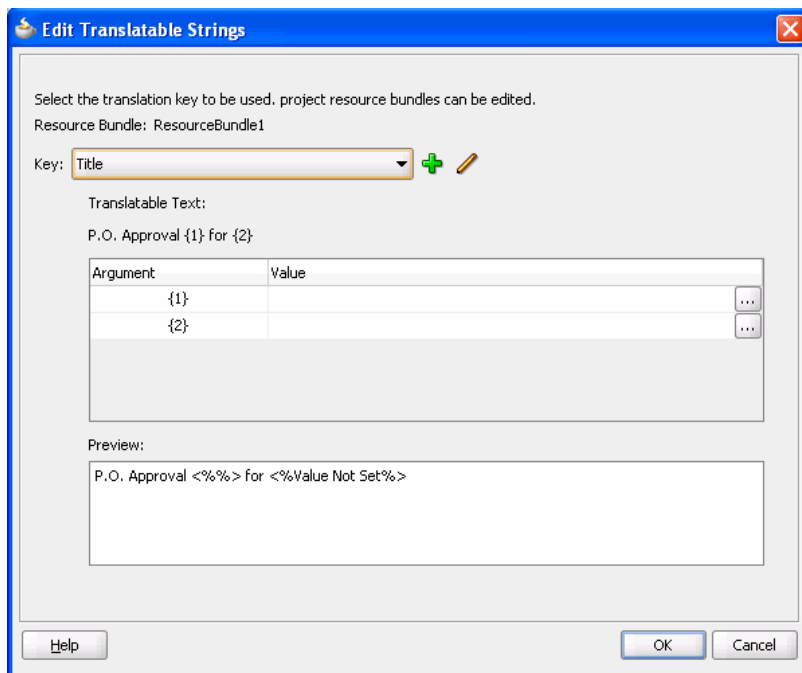 Edit Translatable Strings
Select the translation key to be used. project resource bundles can be edited.
Resource Bundle: ResourceBundle1
Key: Title
Translatable Text:
P.O. Approval {1} for {2}
Argument Value
{1} ...
{2} ...
Preview:
P.O. Approval <%%> for <%Value Not Set%>
Help OK Cancel